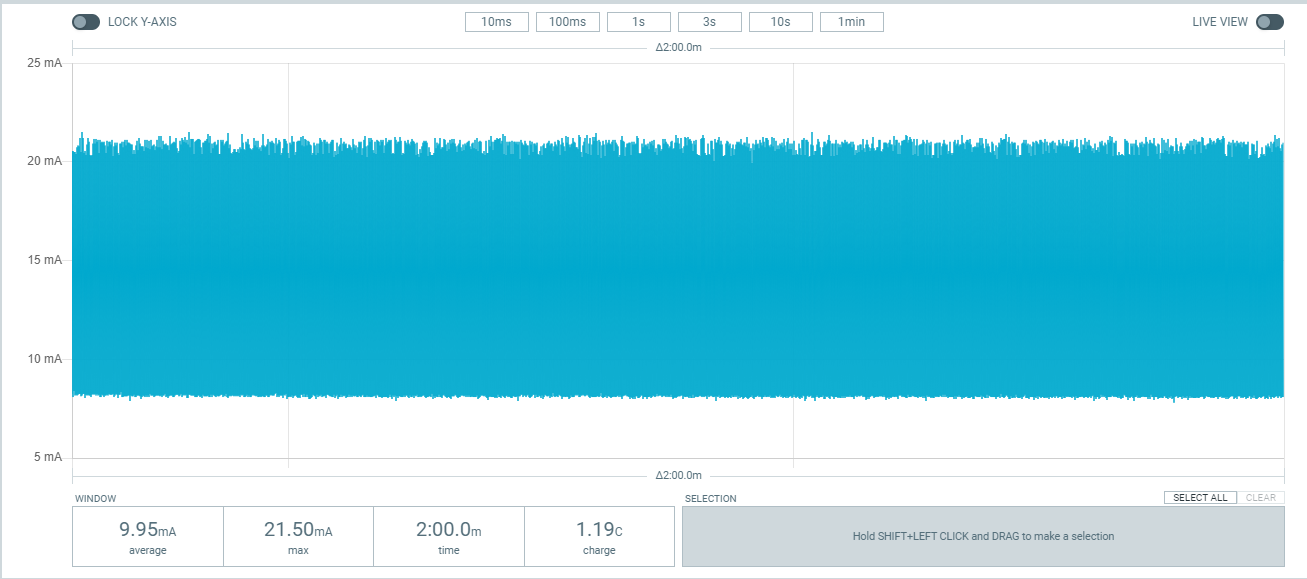 LOCK Y-AXIS 10ms 100ms 1s 3s 10s 1min LIVE VIEW
Δ2:00.0m
25 mA
20 mA
15 mA
10 mA
5 mA
Δ2:00.0m
WINDOW SELECTION SELECT ALL CLEAR
9.95mA 21.50mA 2:00.0m 1.19C
average max time charge
Hold SHIFT+LEFT CLICK and DRAG to make a selection